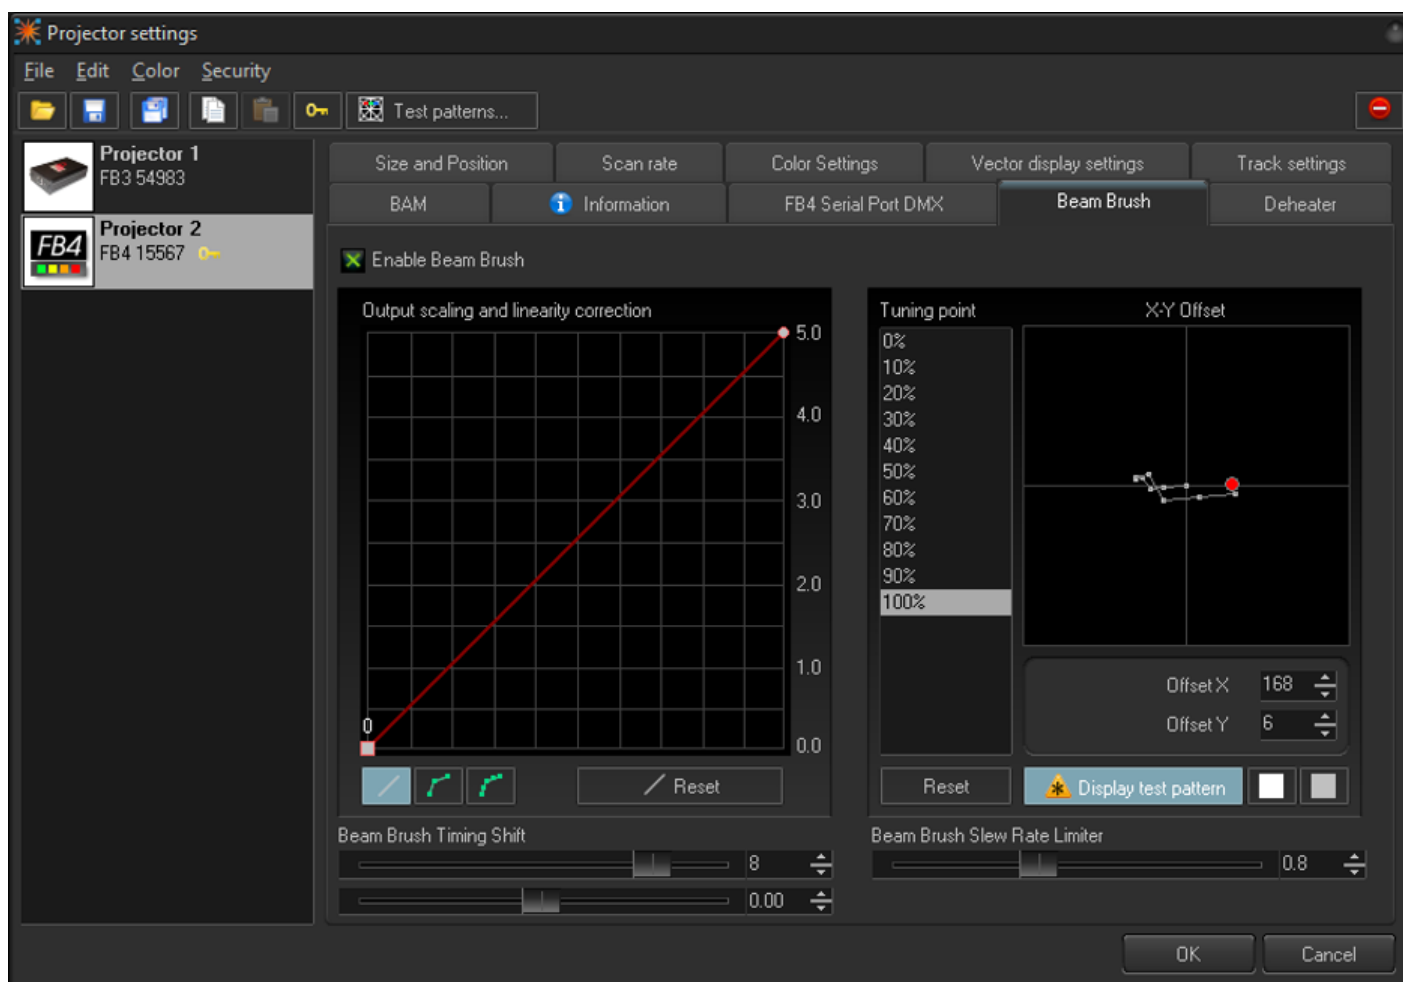 Projector settings
File Edit Color Security
Test patterns...
Projector 1
FB3 54983
FB4
Projector 2
FB4 15567
Size and Position Scan rate Color Settings Vector display settings Track settings
BAM Information FB4 Serial Port DMX Beam Brush Deheater
Enable Beam Brush
Output scaling and linearity correction
5.0
4.0
3.0
2.0
1.0
0
0.0
Reset
Tuning point X-Y Offset
0%
10%
20%
30%
40%
50%
60%
70%
80%
90%
100%
Offset X 168
Offset Y 6
Reset Display test pattern
Beam Brush Timing Shift
8
0.00
Beam Brush Slew Rate Limiter
0.8
OK Cancel